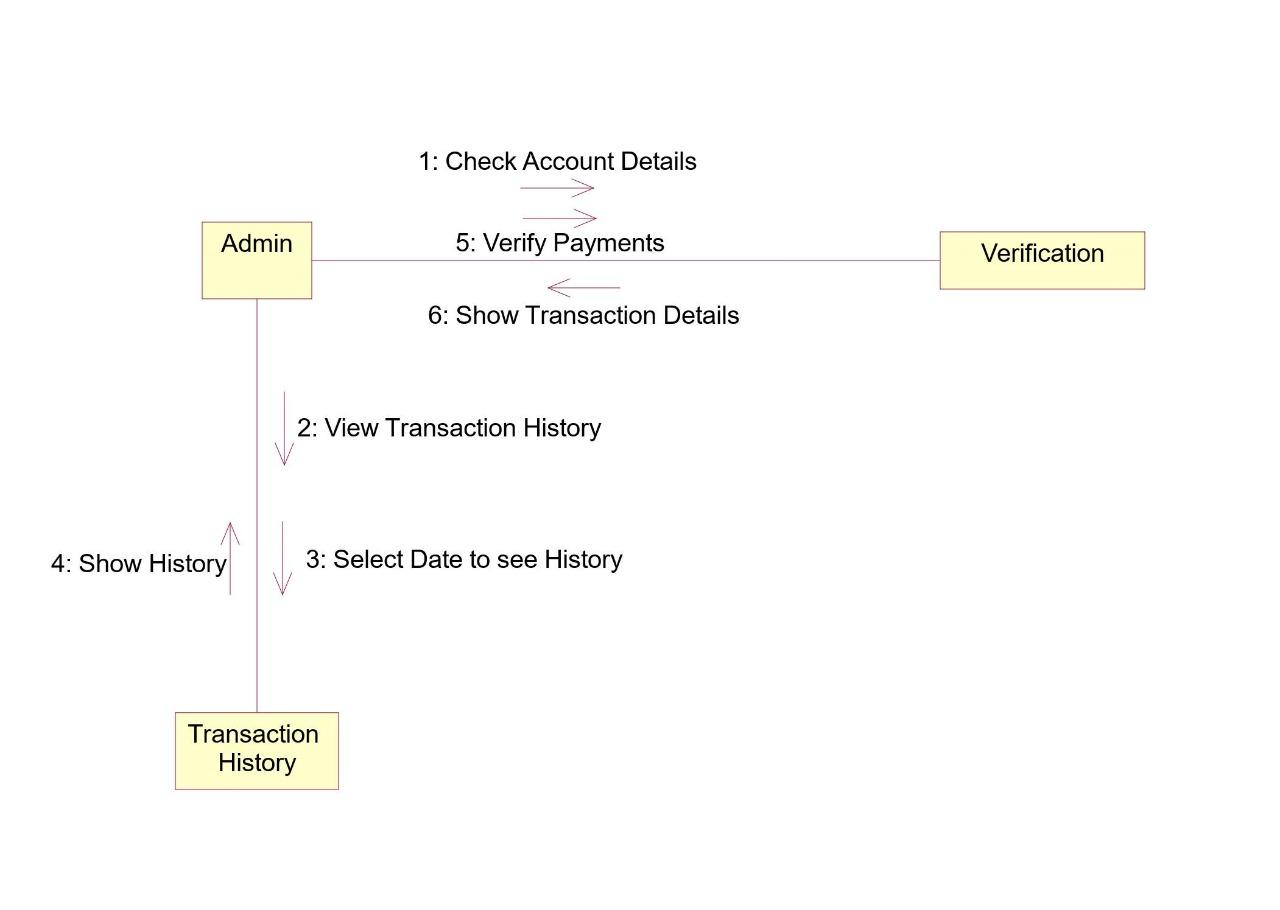 1: Check Account Details
Admin
5: Verify Payments
Verification
6: Show Transaction Details
2: View Transaction History
4: Show History
3: Select Date to see History
Transaction
History